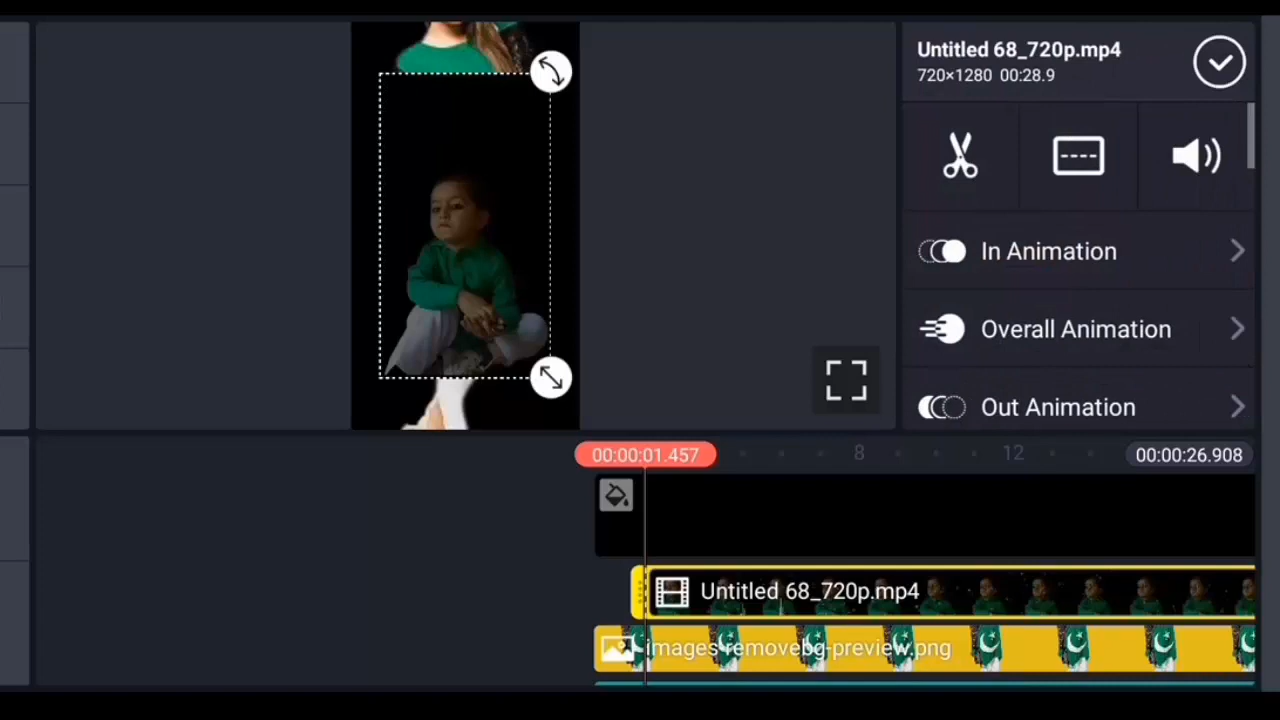 Untitled 68_720p.mp4
720×1280 00:28.9
In Animation
Overall Animation
Out Animation
00:00:01.457
8
12
00:00:26.908
Untitled 68_720p.mp4
images-removebg-preview.png